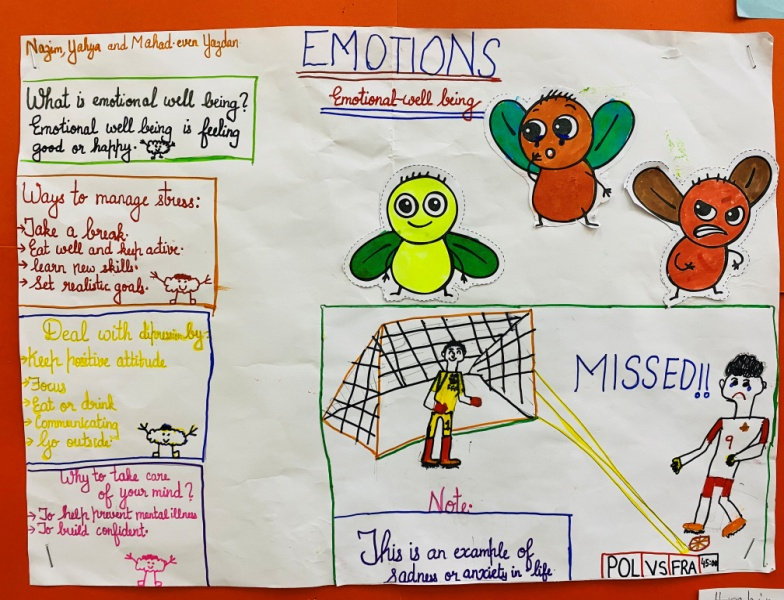 Nazim, Yahya and Mahad-even Yazdan
EMOTIONS
Emotional-well being
What is emotional well being?
Emotional well being is feeling
good or happy.
Ways to manage stress:
→Take a break.
→Eat well and keep active.
→learn new skills.
→Set realistic goals.
Deal with depression by:
→Keep positive attitude
→Focus
→Eat or drink
→Communicating
→Go outside.
Why to take care
of your mind?
→To help prevent mental illness
→To build confident.
MISSED!!
9
Note.
This is an example of
sadness or anxiety in life
POL VS FRA 45:00